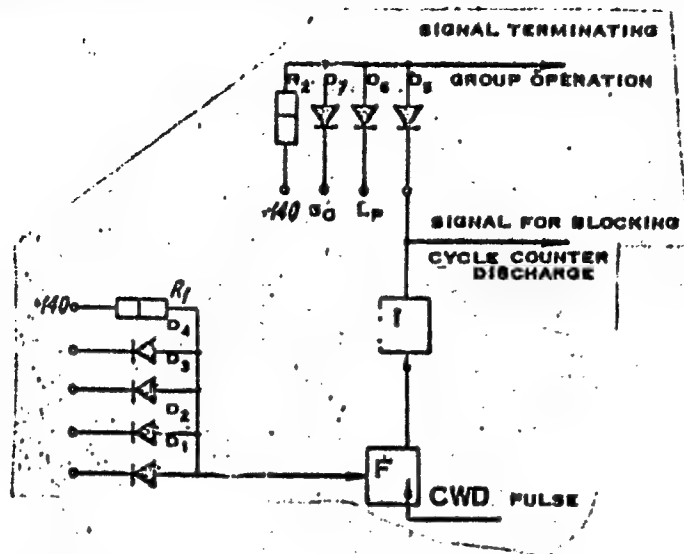 SIGNAL TERMINATING
R2 D7 D6 D5 GROUP OPERATION
+140
SIGNAL FOR BLOCKING
CYCLE COUNTER
DISCHARGE
+140 R1
D4
D3
D2
D1
F
CWD PULSE